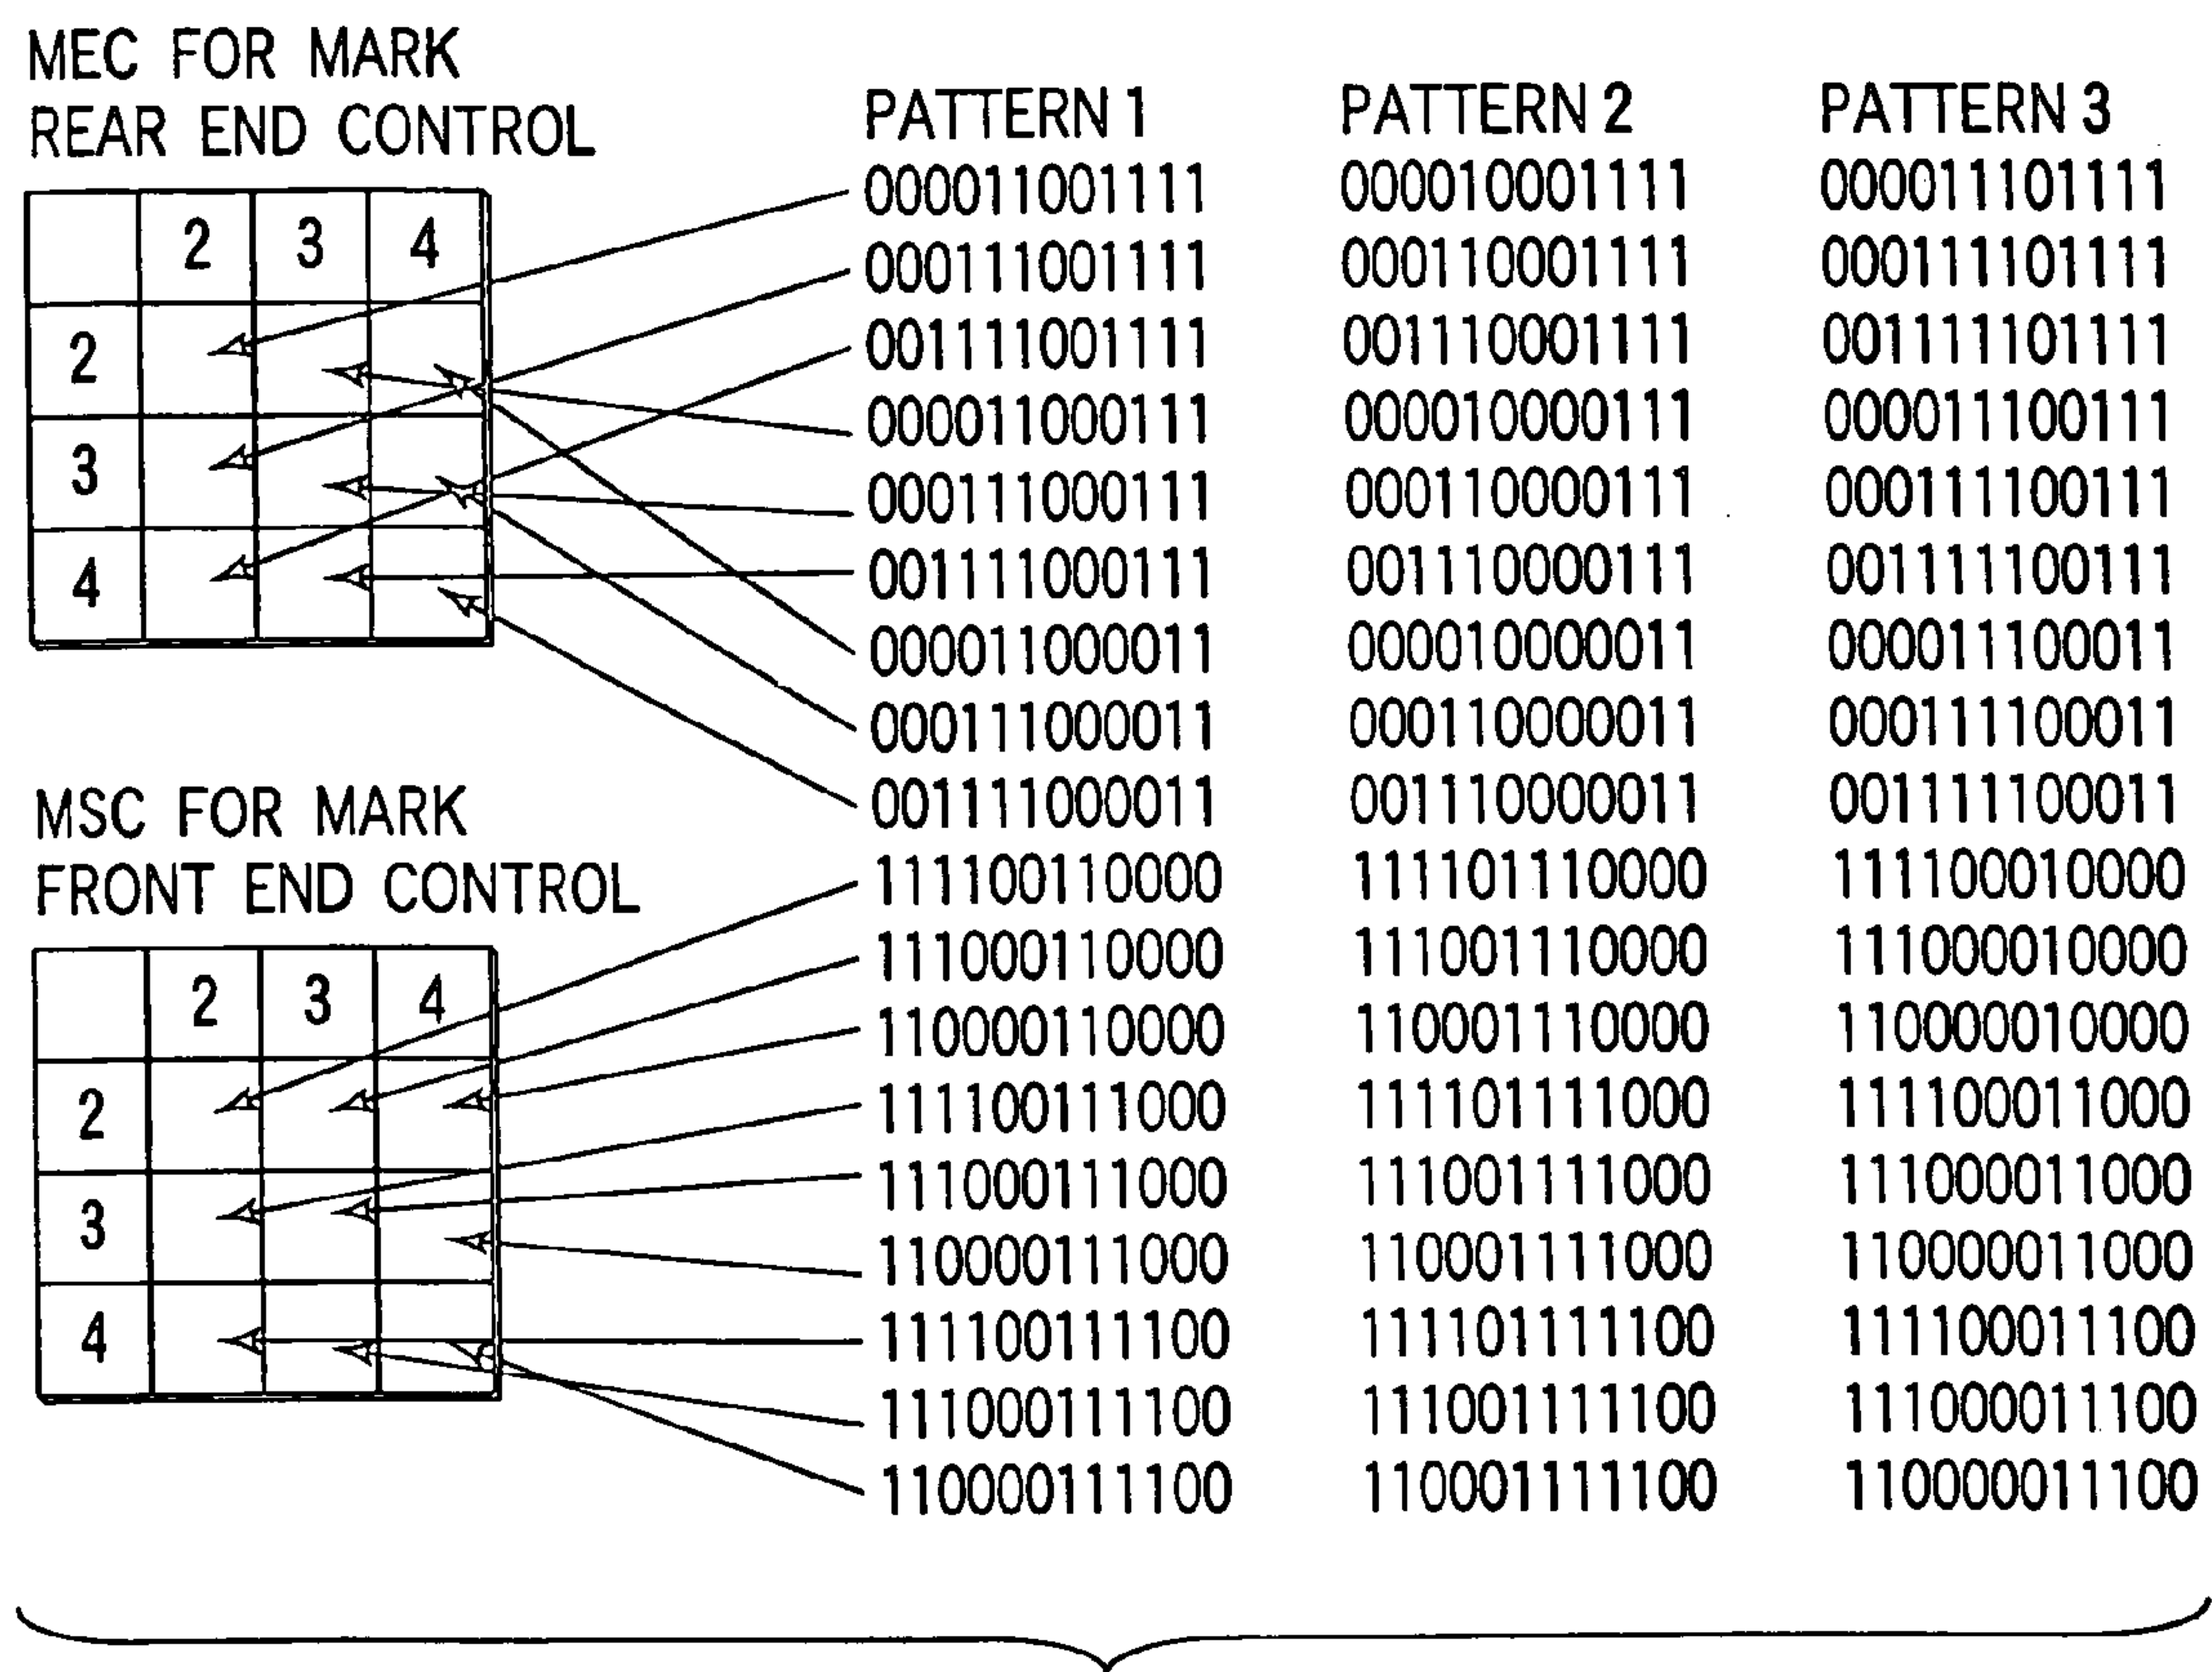 MEC FOR MARK
REAR END CONTROL
2 3 4
2
3
4
MSC FOR MARK
FRONT END CONTROL
2 3 4
2
3
4
PATTERN 1 PATTERN 2 PATTERN 3
000011001111 000010001111 000011101111
000111001111 000110001111 000111101111
001111001111 001110001111 001111101111
000011000111 000010000111 000011100111
000111000111 000110000111 000111100111
001111000111 001110000111 001111100111
000011000011 000010000011 000011100011
000111000011 000110000011 000111100011
001111000011 001110000011 001111100011
111100110000 111101110000 111100010000
111000110000 111001110000 111000010000
110000110000 110001110000 110000010000
111100111000 111101111000 111100011000
111000111000 111001111000 111000011000
110000111000 110001111000 110000011000
111100111100 111101111100 111100011100
111000111100 111001111100 111000011100
110000111100 110001111100 110000011100